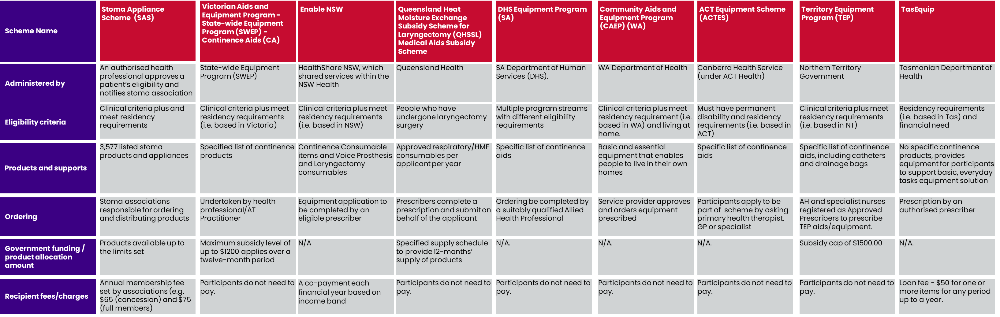 Scheme Name
Stoma Appliance
Scheme (SAS)
Victorian Aids and
Equipment Program -
State-wide Equipment
Program (SWEP) -
Continence Aids (CA)
Enable NSW
Queensland Heat
Moisture Exchange
Subsidy Scheme for
Laryngectomy (QHSSL)
Medical Aids Subsidy
Scheme
DHS Equipment Program
(SA)
Community Aids and
Equipment Program
(CAEP) (WA)
ACT Equipment Scheme
(ACTES)
Territory Equipment
Program (TEP)
TasEquip
Administered by
An authorised health
professional approves a
patient's eligibility and
notifies stoma association
State-wide Equipment
Program (SWEP)
HealthShare NSW, which
shared services within the
NSW Health
Queensland Health
SA Department of Human
Services (DHS).
WA Department of Health
Canberra Health Service
(under ACT Health)
Northern Territory
Government
Tasmanian Department of
Health
Eligibility criteria
Clinical criteria plus and
meet residency
requirements
Clinical criteria plus meet
residency requirements
(i.e. based in Victoria)
Clinical criteria plus meet
residency requirements
(i.e. based in NSW)
People who have
undergone laryngectomy
surgery
Multiple program streams
with different eligibility
requirements
Clinical criteria plus meet
residency requirement (i.e.
based in WA) and living at
home.
Must have permanent
disability and residency
requirements (i.e. based in
ACT)
Clinical criteria plus meet
residency requirements
(i.e. based in NT)
Residency requirements
(i.e. based in Tas) and
financial need
Products and supports
3,577 listed stoma
products and appliances
Specified list of continence
products
Continence Consumable
items and Voice Prosthesis
and Laryngectomy
consumables
Approved respiratory/HME
consumables per
applicant per year
Specific list of continence
aids
Basic and essential
equipment that enables
people to live in their own
homes
Specific list of continence
aids
Specific list of continence
aids, including catheters
and drainage bags
No specific continence
products, provides
equipment for participants
to support basic, everyday
tasks equipment solution
Ordering
Stoma associations
responsible for ordering
and distributing products
Undertaken by health
professional/AT
Practitioner
Equipment application to
be completed by an
eligible prescriber
Prescribers complete a
prescription and submit on
behalf of the applicant
Ordering be completed by
a suitably qualified Allied
Health Professional
Service provider approves
and orders equipment
prescribed
Participants apply to be
part of scheme by asking
primary health therapist,
GP or specialist
AH and specialist nurses
registered as Approved
Prescribers to prescribe
TEP aids/equipment.
Prescription by an
authorised prescriber
Government funding /
product allocation
amount
Products available up to
the limits set
Maximum subsidy level of
up to $1200 applies over a
twelve-month period
N/A
Specified supply schedule
to provide 12-months'
supply of products
N/A.
N/A.
N/A.
Subsidy cap of $1500.00
N/A.
Recipient fees/charges
Annual membership fee
set by associations (e.g.
$65 (concession) and $75
(full members)
Participants do not need to
pay.
A co-payment each
financial year based on
income band
Participants do not need to
pay.
Participants do not need to
pay.
Participants do not need to
pay.
Participants do not need to
pay.
Participants do not need to
pay.
Loan fee - $50 for one or
more items for any period
up to a year.